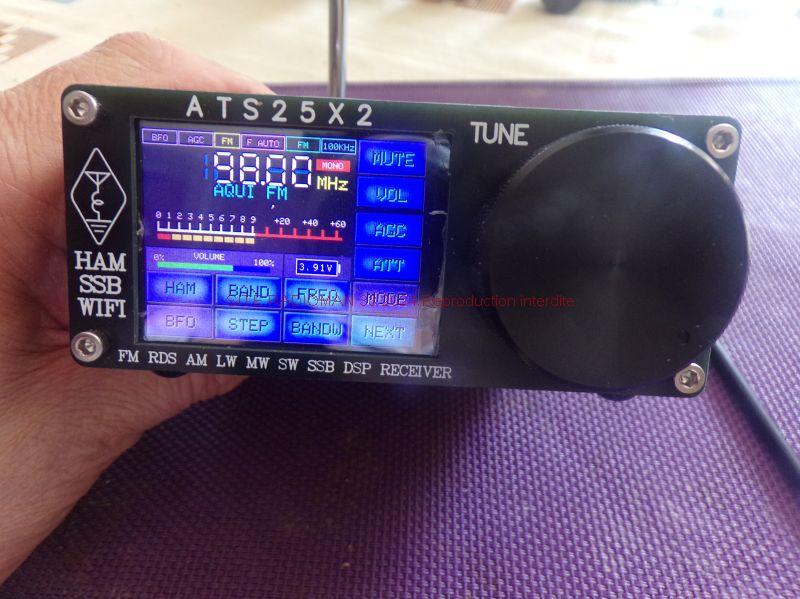 ATS25X2
TUNE
BFO AGC FM F AUTO FM 100KHz
98.00 MONO MHz
AQUI FM
0 1 2 3 4 5 6 7 8 9 +20 +40 +60
0% VOLUME 100%
3.91V
MUTE
VOL
AGC
ATT
HAM BAND FREQ MODE
BFO STEP BANDW NEXT
HAM
SSB
WIFI
FM RDS AM LW MW SW SSB DSP RECEIVER
Reproduction interdite